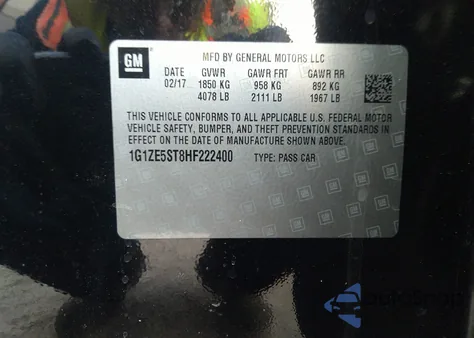 GM
MFD BY GENERAL MOTORS LLC
DATE GVWR GAWR FRT GAWR RR
02/17 1850 KG 958 KG 892 KG
4078 LB 2111 LB 1967 LB
THIS VEHICLE CONFORMS TO ALL APPLICABLE U.S. FEDERAL MOTOR
VEHICLE SAFETY, BUMPER, AND THEFT PREVENTION STANDARDS IN
EFFECT ON THE DATE OF MANUFACTURE SHOWN ABOVE.
1G1ZE5ST8HF222400 TYPE: PASS CAR